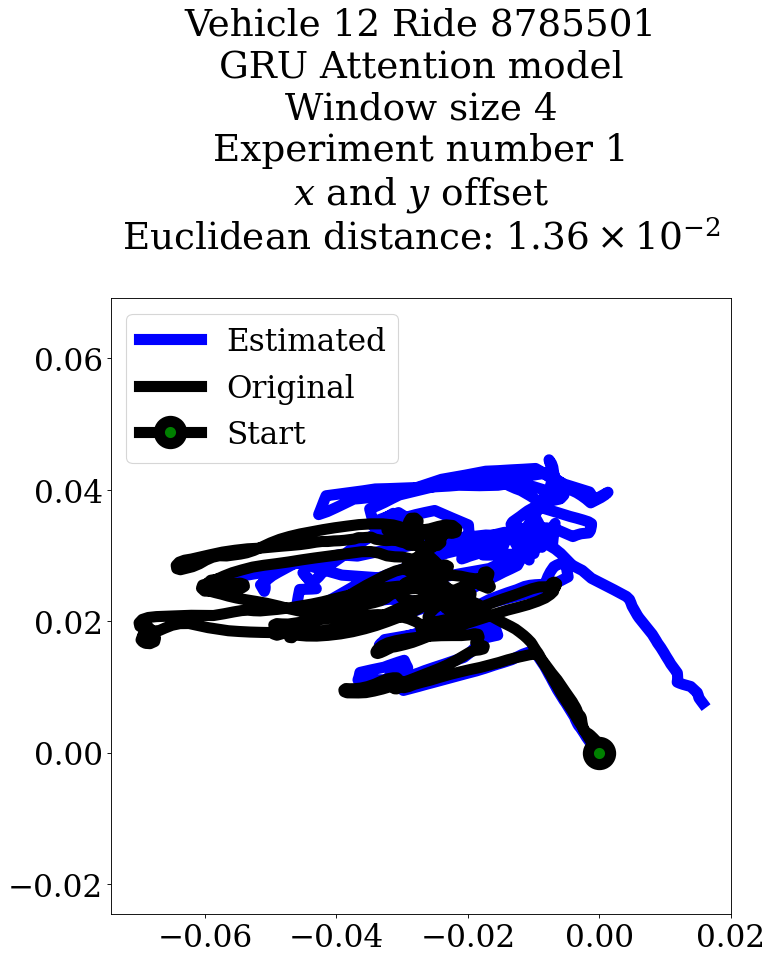 Vehicle 12 Ride 8785501
GRU Attention model
Window size 4
Experiment number 1
x and y offset
Euclidean distance: 1.36 × 10⁻²
Estimated
Original
Start
0.06
0.04
0.02
0.00
−0.02
−0.06 −0.04 −0.02 0.00 0.02